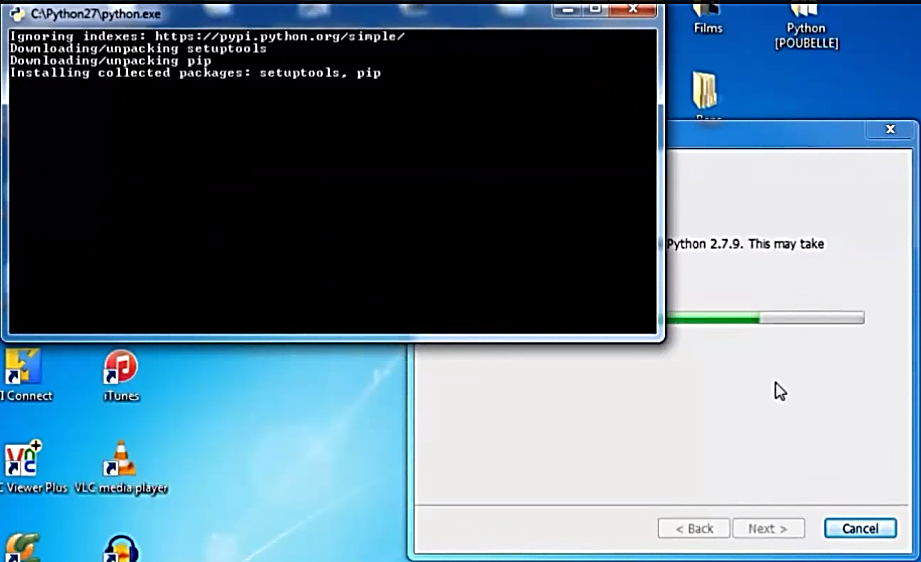 C:\Python27\python.exe
Ignoring indexes: https://pypi.python.org/simple/
Downloading/unpacking setuptools
Downloading/unpacking pip
Installing collected packages: setuptools, pip
Films
Python
[POUBELLE]
Python 2.7.9. This may take
I Connect
iTunes
VNC
C Viewer Plus
VLC media player
< Back
Next >
Cancel